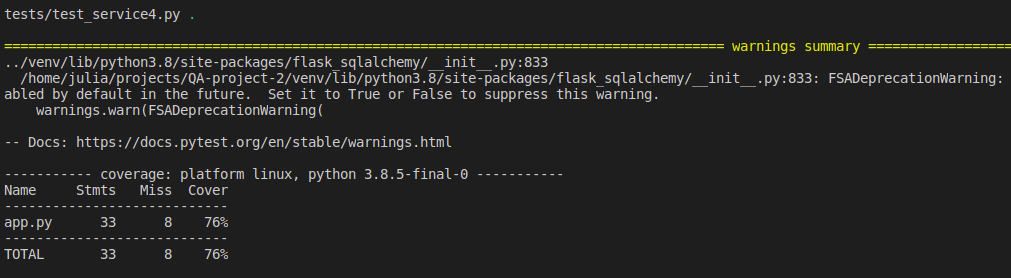 tests/test_service4.py .
========================================================================================== warnings summary ==================
../venv/lib/python3.8/site-packages/flask_sqlalchemy/__init__.py:833
  /home/julia/projects/QA-project-2/venv/lib/python3.8/site-packages/flask_sqlalchemy/__init__.py:833: FSADeprecationWarning:
abled by default in the future.  Set it to True or False to suppress this warning.
    warnings.warn(FSADeprecationWarning(
-- Docs: https://docs.pytest.org/en/stable/warnings.html
----------- coverage: platform linux, python 3.8.5-final-0 -----------
Name     Stmts   Miss  Cover
----------------------------
app.py      33      8    76%
----------------------------
TOTAL       33      8    76%